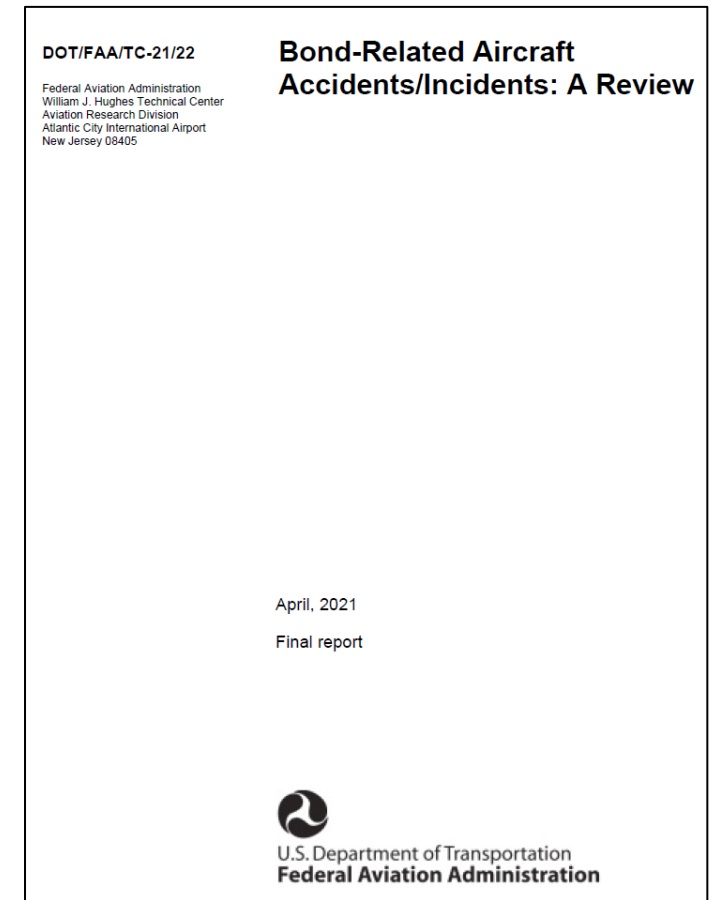 DOT/FAA/TC-21/22
Federal Aviation Administration
William J. Hughes Technical Center
Aviation Research Division
Atlantic City International Airport
New Jersey 08405
Bond-Related Aircraft
Accidents/Incidents: A Review
April, 2021
Final report
U.S. Department of Transportation
Federal Aviation Administration